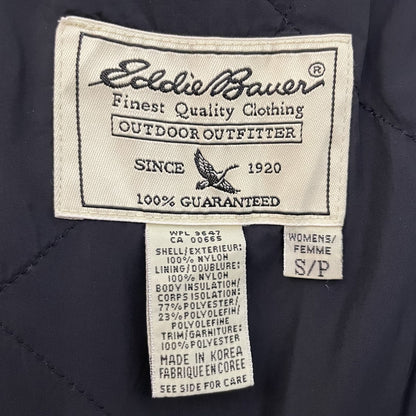 Eddie Bauer®
Finest Quality Clothing
OUTDOOR OUTFITTER
SINCE 1920
100% GUARANTEED
WPL 9647
CA 00665
SHELL/EXTERIEUR:
100% NYLON
LINING/DOUBLURE:
100% NYLON
BODY INSULATION/
CORPS ISOLATION:
77% POLYESTER/
23% POLYOLEFIN/
POLYOLEFINE
TRIM/GARNITURE:
100% POLYESTER
MADE IN KOREA
FABRIQUE EN COREE
SEE SIDE FOR CARE
WOMENS/
FEMME
S/P